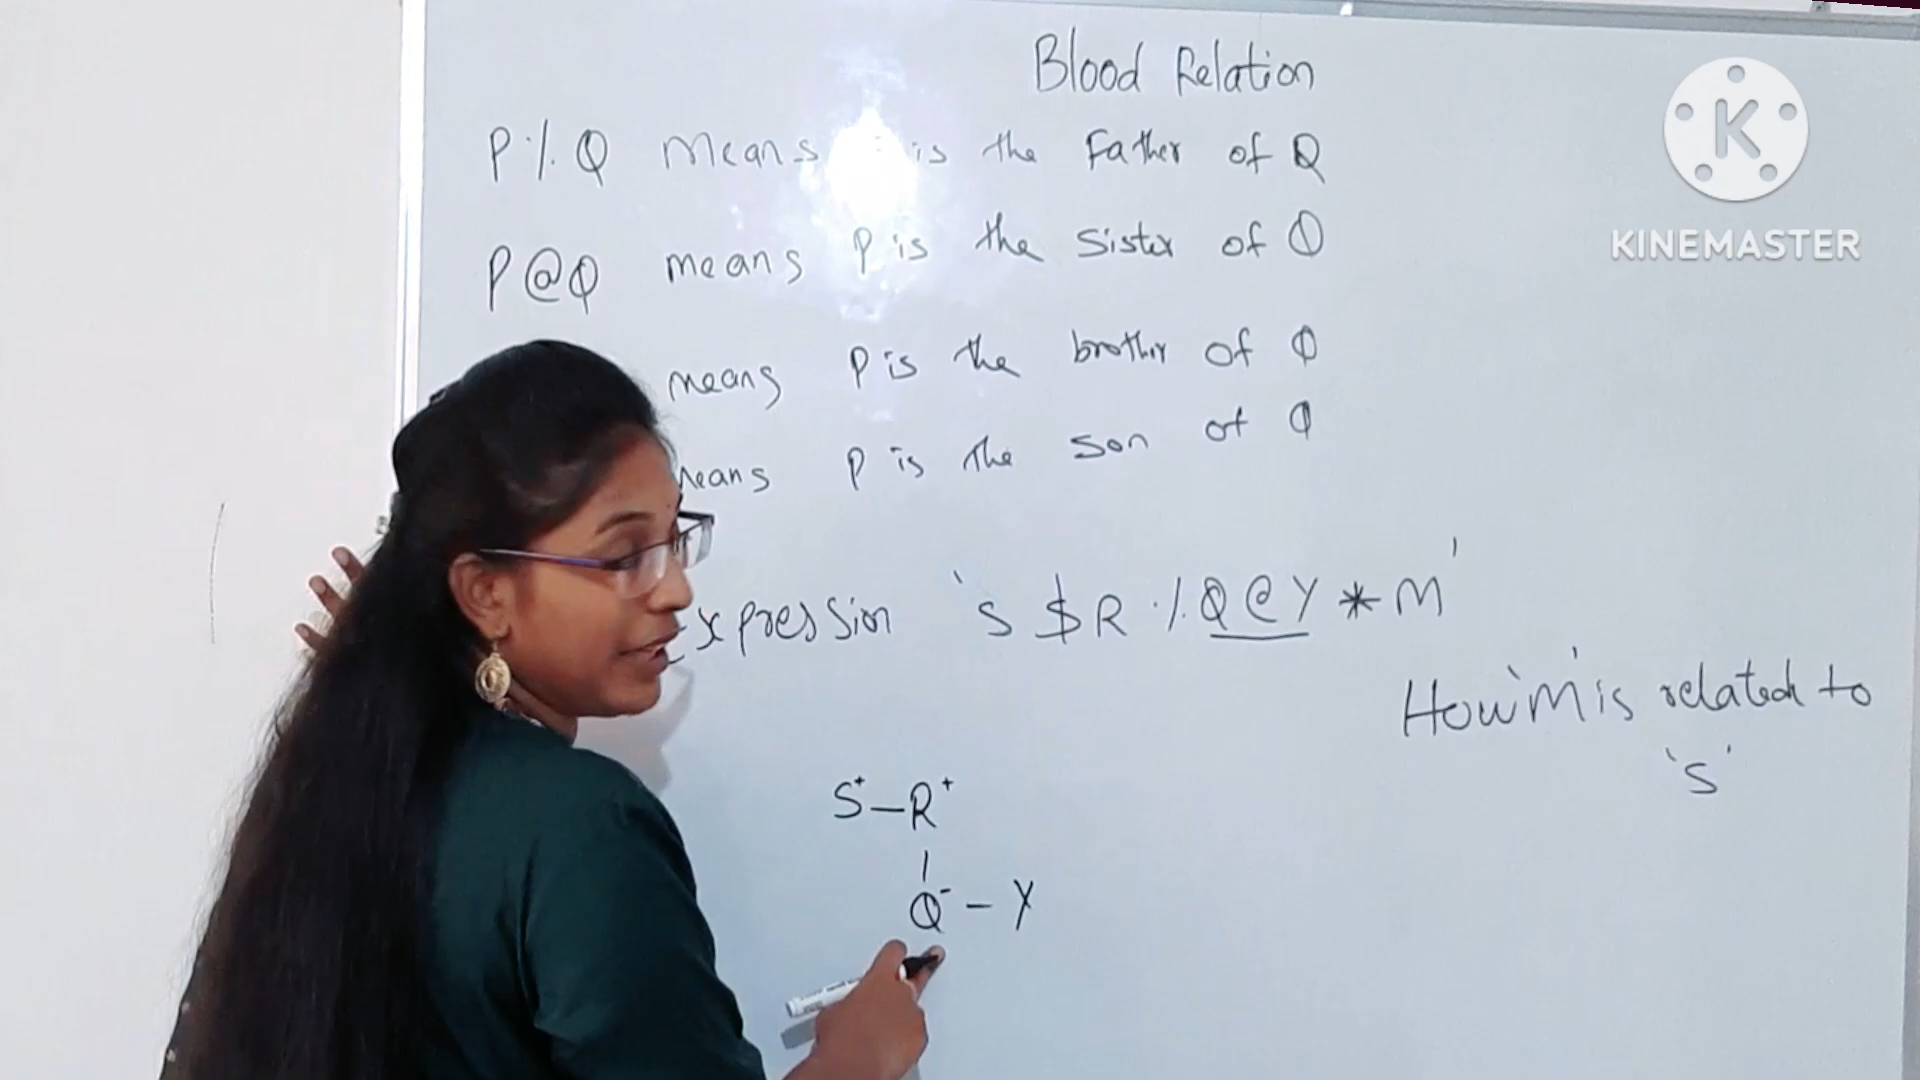 Blood Relation
P % Q means is the Father of Q
P @ Q means P is the Sister of Q
means P is the brother of Q
means P is the son of Q
Expression 's $ R % Q @ Y * M'
How 'M' is related to
's'
S+ – R+
Q- – Y
KINEMASTER